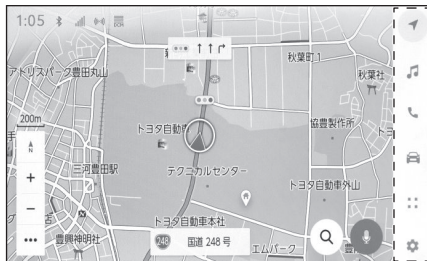 1:05
DCM
秋葉町1
アドリスパーク豊田丸山
秋葉社
200m
トヨタ自動
協豊製作所
トヨ
N
三河豊田駅
テクニカルセンター
トヨタ自動車外山
トヨタ自動車本社
豊興神明社
248 国道 248 号
エムパーク